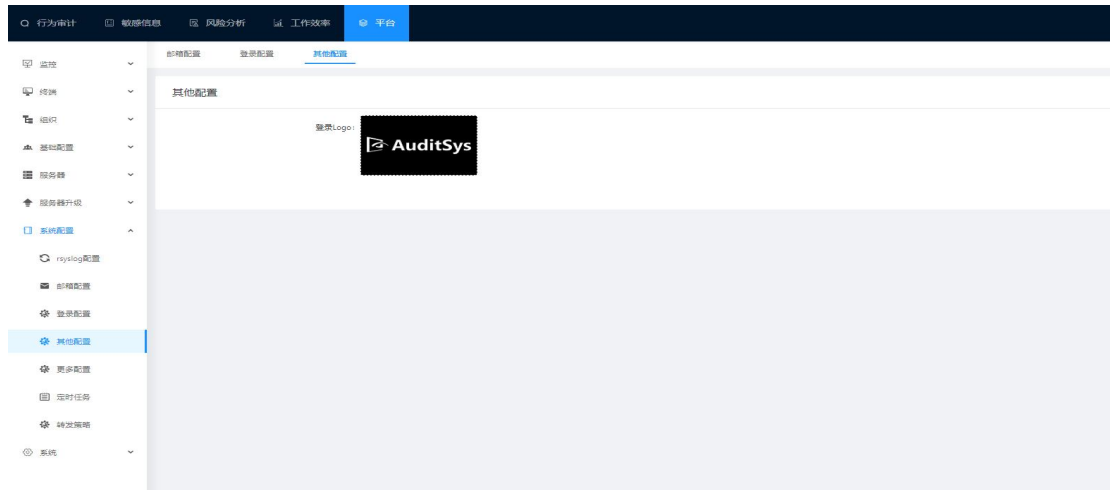 行为审计 敏感信息 风险分析 工作效率 平台
邮箱配置 登录配置 其他配置
监控
终端
组织
基础配置
服务器
服务器升级
系统配置
rsyslog配置
邮箱配置
登录配置
其他配置
更多配置
定时任务
转发策略
系统
其他配置
登录Logo:
AuditSys